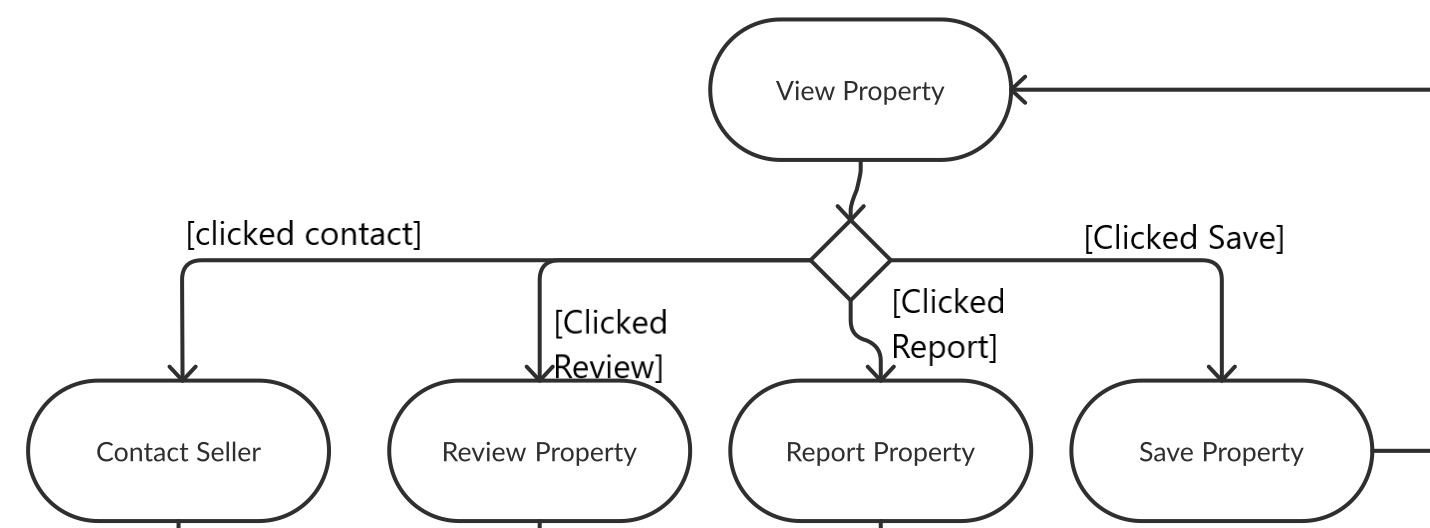 View Property
[clicked contact]
[Clicked Save]
[Clicked
Report]
[Clicked
Review]
Contact Seller
Review Property
Report Property
Save Property